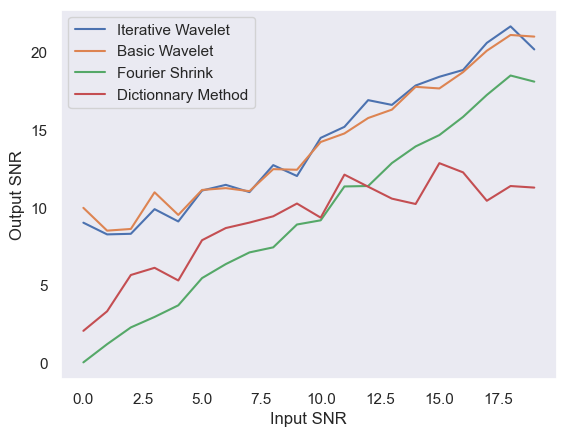 Iterative Wavelet
Basic Wavelet
Fourier Shrink
Dictionnary Method
Output SNR
20
15
10
5
0
0.0 2.5 5.0 7.5 10.0 12.5 15.0 17.5
Input SNR